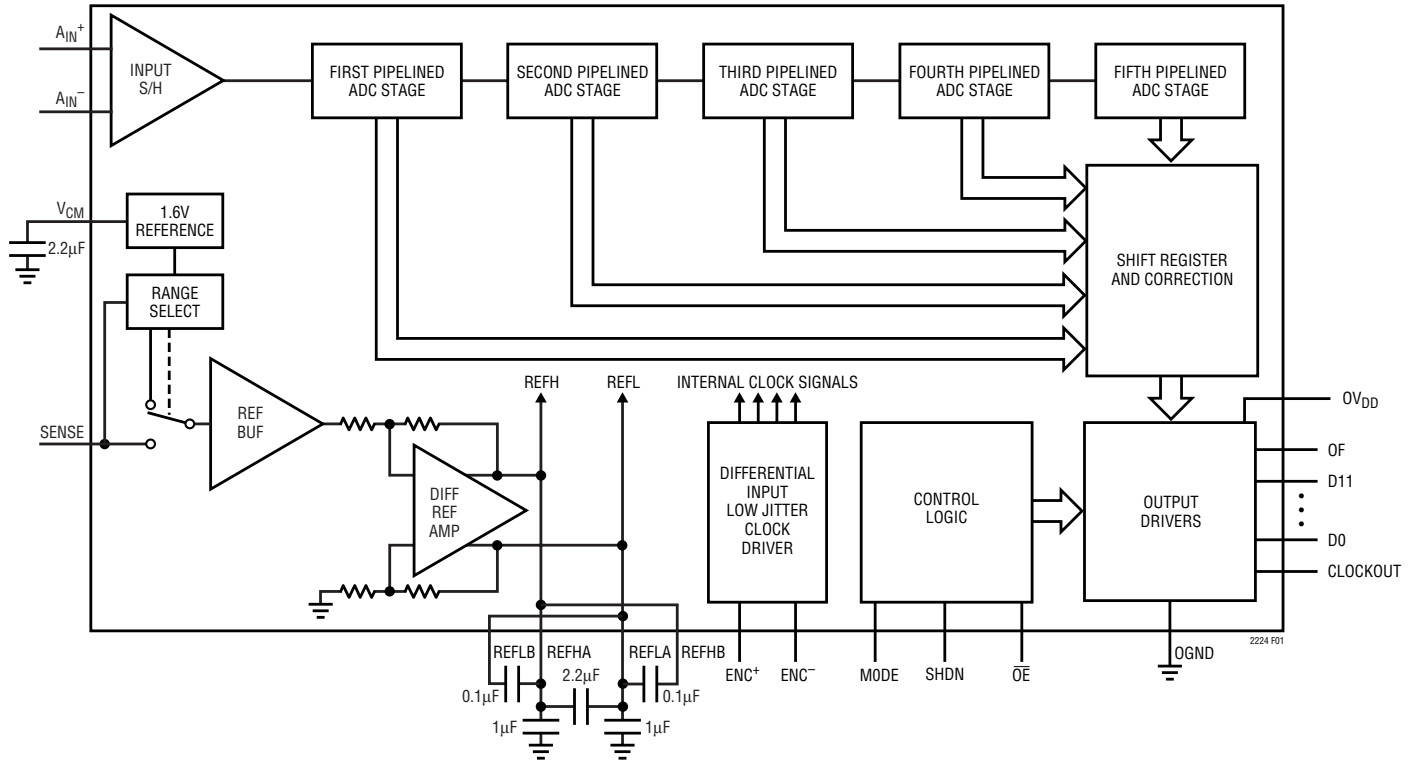 AIN+
INPUT
S/H
AIN–
FIRST PIPELINED
ADC STAGE
SECOND PIPELINED
ADC STAGE
THIRD PIPELINED
ADC STAGE
FOURTH PIPELINED
ADC STAGE
FIFTH PIPELINED
ADC STAGE
VCM
2.2µF
1.6V
REFERENCE
RANGE
SELECT
SHIFT REGISTER
AND CORRECTION
SENSE
REF
BUF
REFH
REFL
INTERNAL CLOCK SIGNALS
DIFF
REF
AMP
DIFFERENTIAL
INPUT
LOW JITTER
CLOCK
DRIVER
CONTROL
LOGIC
OUTPUT
DRIVERS
OVDD
OF
D11
D0
CLOCKOUT
2224 F01
REFLB
REFHA
REFLA
REFHB
0.1µF
2.2µF
0.1µF
1µF
1µF
ENC+
ENC–
MODE
SHDN
OE
OGND